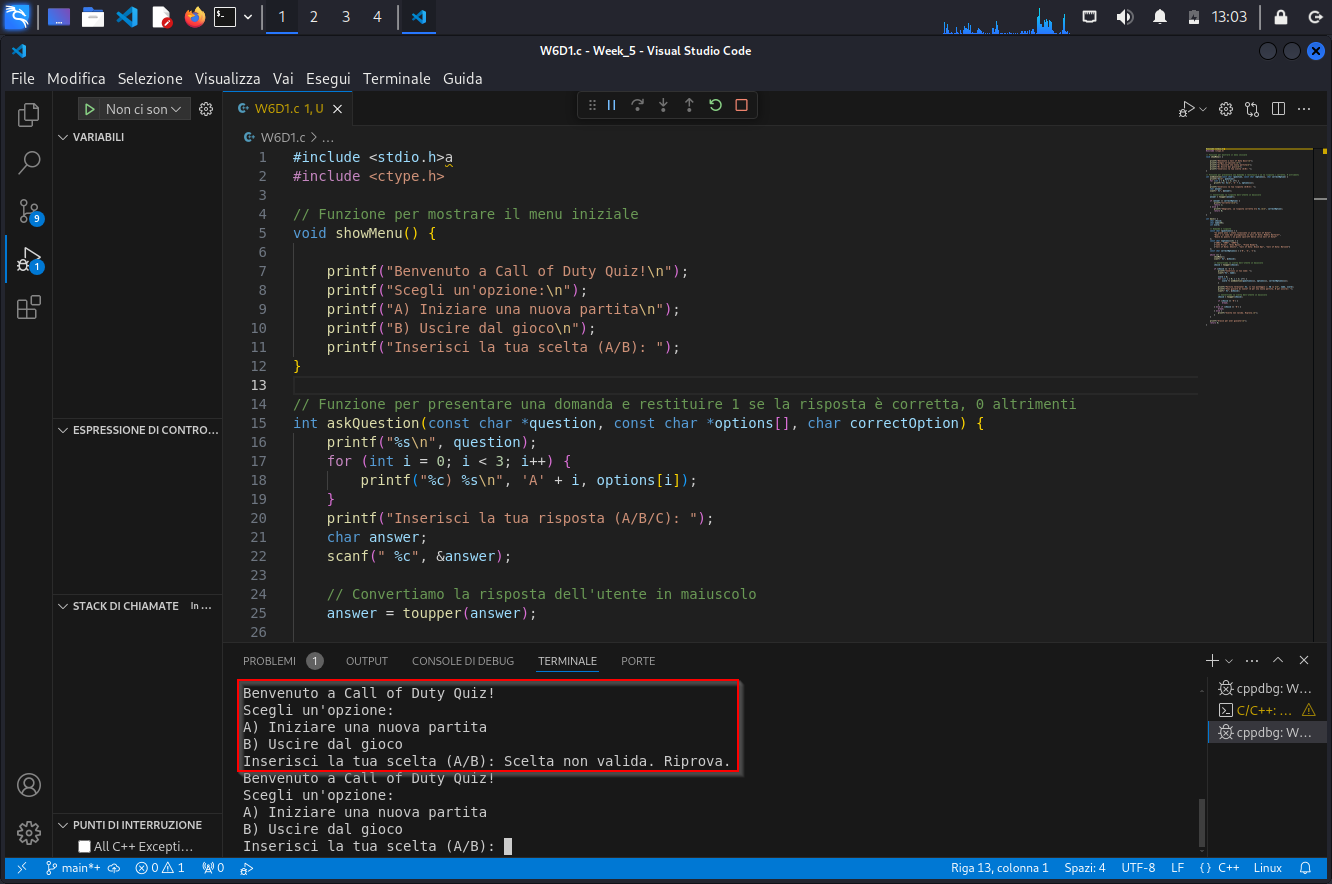 1 2 3 4
13:03
W6D1.c - Week_5 - Visual Studio Code
File Modifica Selezione Visualizza Vai Esegui Terminale Guida
Non ci son
W6D1.c 1, U
VARIABILI
W6D1.c > ...
1 #include <stdio.h>a
2 #include <ctype.h>
3
4 // Funzione per mostrare il menu iniziale
5 void showMenu() {
6
7 printf("Benvenuto a Call of Duty Quiz!\n");
8 printf("Scegli un'opzione:\n");
9 printf("A) Iniziare una nuova partita\n");
10 printf("B) Uscire dal gioco\n");
11 printf("Inserisci la tua scelta (A/B): ");
12 }
13
14 // Funzione per presentare una domanda e restituire 1 se la risposta è corretta, 0 altrimenti
15 int askQuestion(const char *question, const char *options[], char correctOption) {
16 printf("%s\n", question);
17 for (int i = 0; i < 3; i++) {
18 printf("%c) %s\n", 'A' + i, options[i]);
19 }
20 printf("Inserisci la tua risposta (A/B/C): ");
21 char answer;
22 scanf(" %c", &answer);
23
24 // Convertiamo la risposta dell'utente in maiuscolo
25 answer = toupper(answer);
26
9
1
ESPRESSIONE DI CONTRO...
STACK DI CHIAMATE In ...
PUNTI DI INTERRUZIONE
All C++ Excepti...
PROBLEMI 1 OUTPUT CONSOLE DI DEBUG TERMINALE PORTE
Benvenuto a Call of Duty Quiz!
Scegli un'opzione:
A) Iniziare una nuova partita
B) Uscire dal gioco
Inserisci la tua scelta (A/B): Scelta non valida. Riprova.
Benvenuto a Call of Duty Quiz!
Scegli un'opzione:
A) Iniziare una nuova partita
B) Uscire dal gioco
Inserisci la tua scelta (A/B):
cppdbg: W...
C/C++: ...
cppdbg: W...
main*+ 0 1 0
Riga 13, colonna 1 Spazi: 4 UTF-8 LF {} C++ Linux